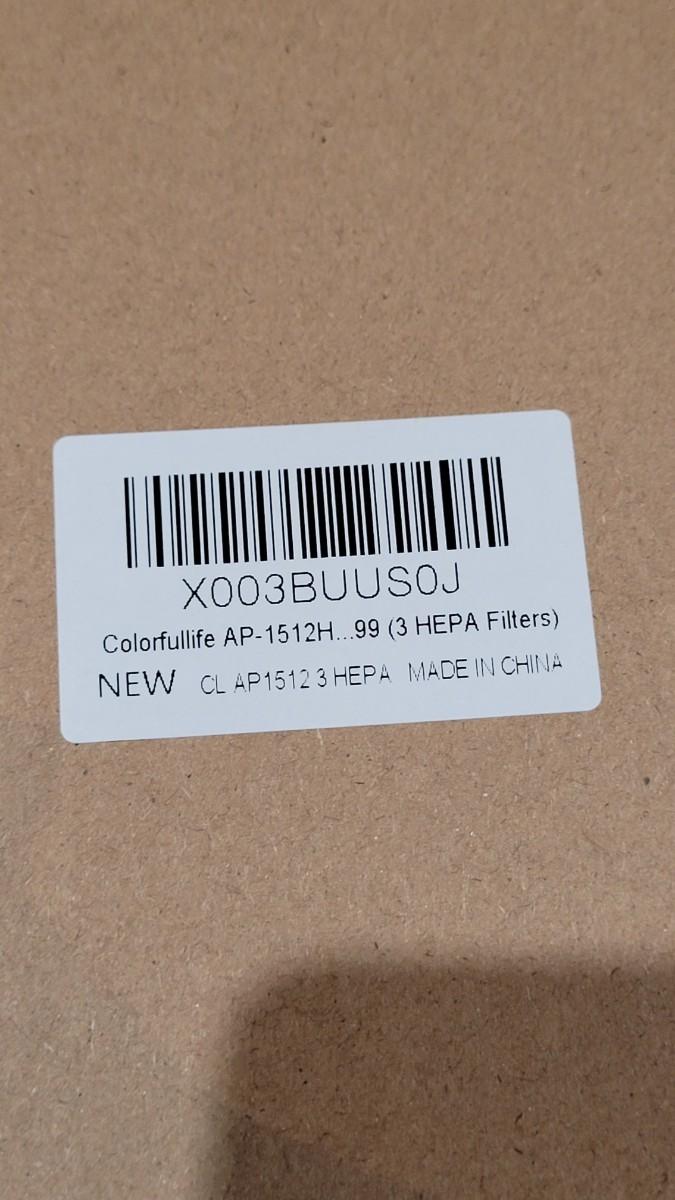 X003BUUS0J
Colorfullife AP-1512H...99 (3 HEPA Filters)
NEW CL AP1512 3 HEPA MADE IN CHINA